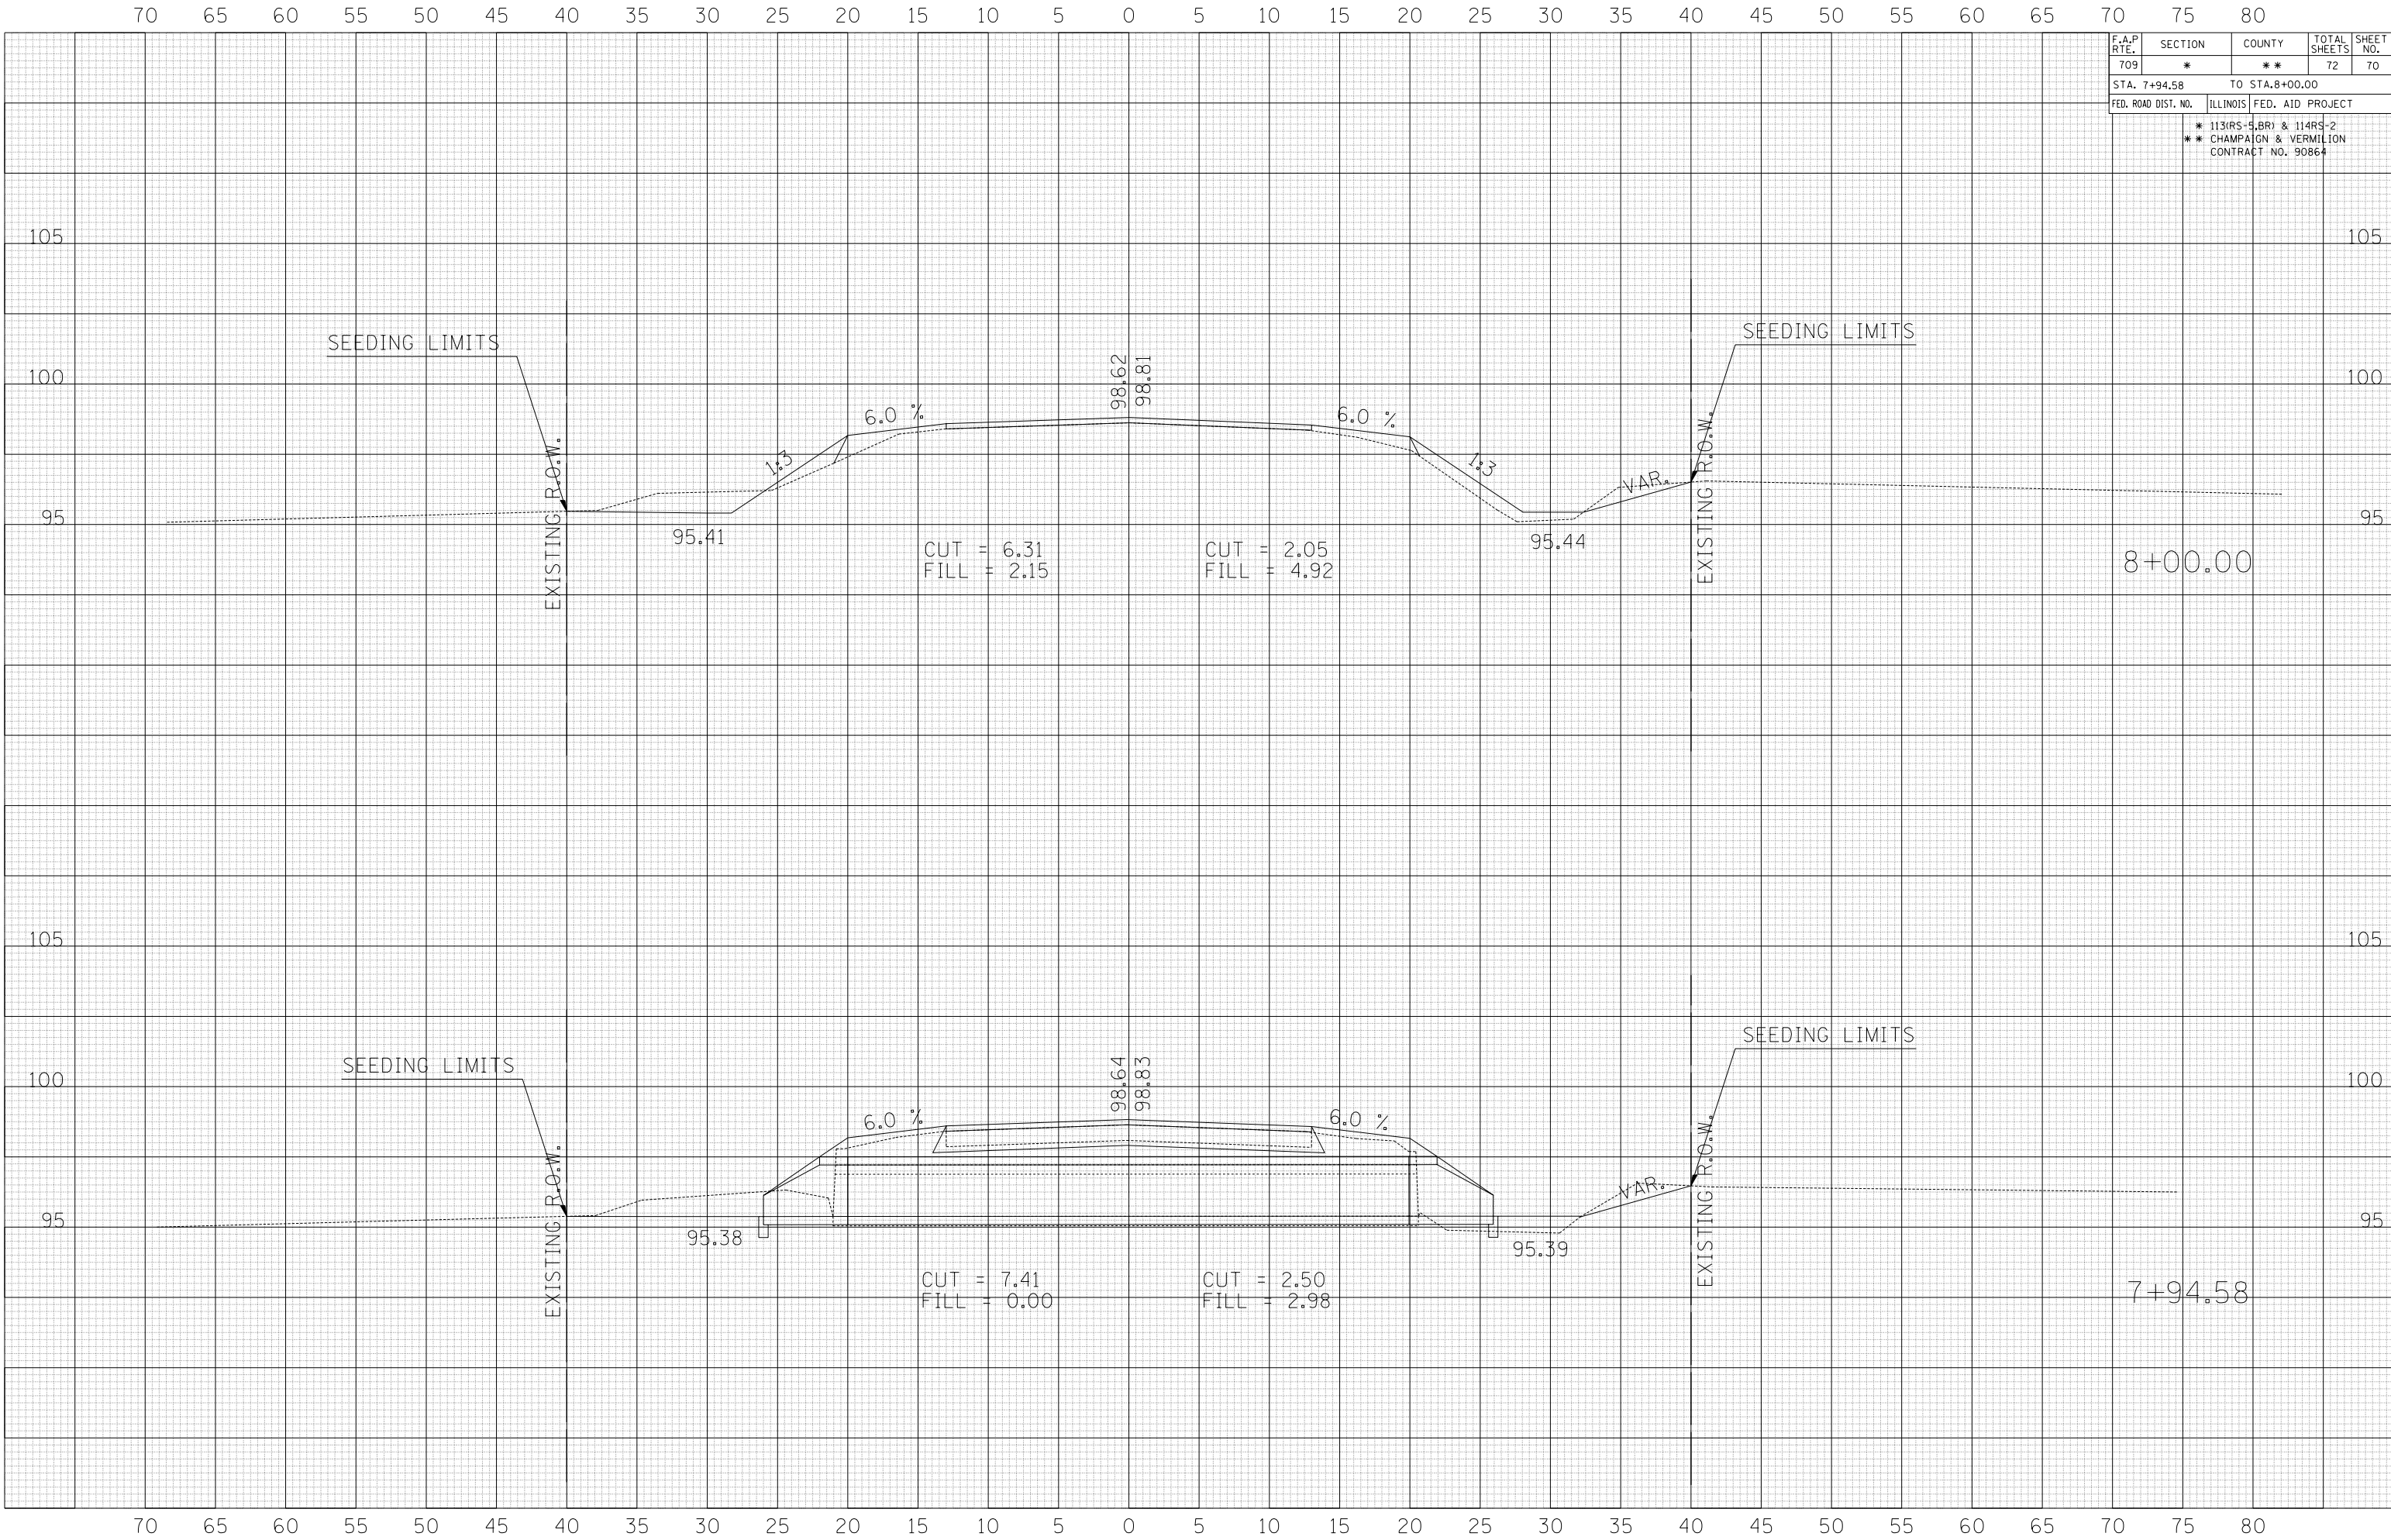 70 65 60 55 50 45 40 35 30 25 20 15 10 5 0 5 10 15 20 25 30 35 40 45 50 55 60 65 70 75 80
F.A.P RTE. SECTION COUNTY TOTAL SHEETS SHEET NO.
709 * ** 72 70
STA. 7+94.58 TO STA.8+00.00
FED. ROAD DIST. NO. ILLINOIS FED. AID PROJECT
* 113(RS-5,BR) & 114RS-2
** CHAMPAIGN & VERMILION
CONTRACT NO. 90864
105 105
SEEDING LIMITS SEEDING LIMITS
100 100
98.62
98.81
6.0 % 6.0 %
1:3 1:3
EXISTING R.O.W.
EXISTING R.O.W.
VAR.
95 95
95.41 95.44
CUT = 6.31 CUT = 2.05
FILL = 2.15 FILL = 4.92
8+00.00
105 105
SEEDING LIMITS SEEDING LIMITS
100 100
98.64
98.83
6.0 % 6.0 %
EXISTING R.O.W.
EXISTING R.O.W.
VAR.
95 95
95.38 95.39
CUT = 7.41 CUT = 2.50
FILL = 0.00 FILL = 2.98
7+94.58
70 65 60 55 50 45 40 35 30 25 20 15 10 5 0 5 10 15 20 25 30 35 40 45 50 55 60 65 70 75 80